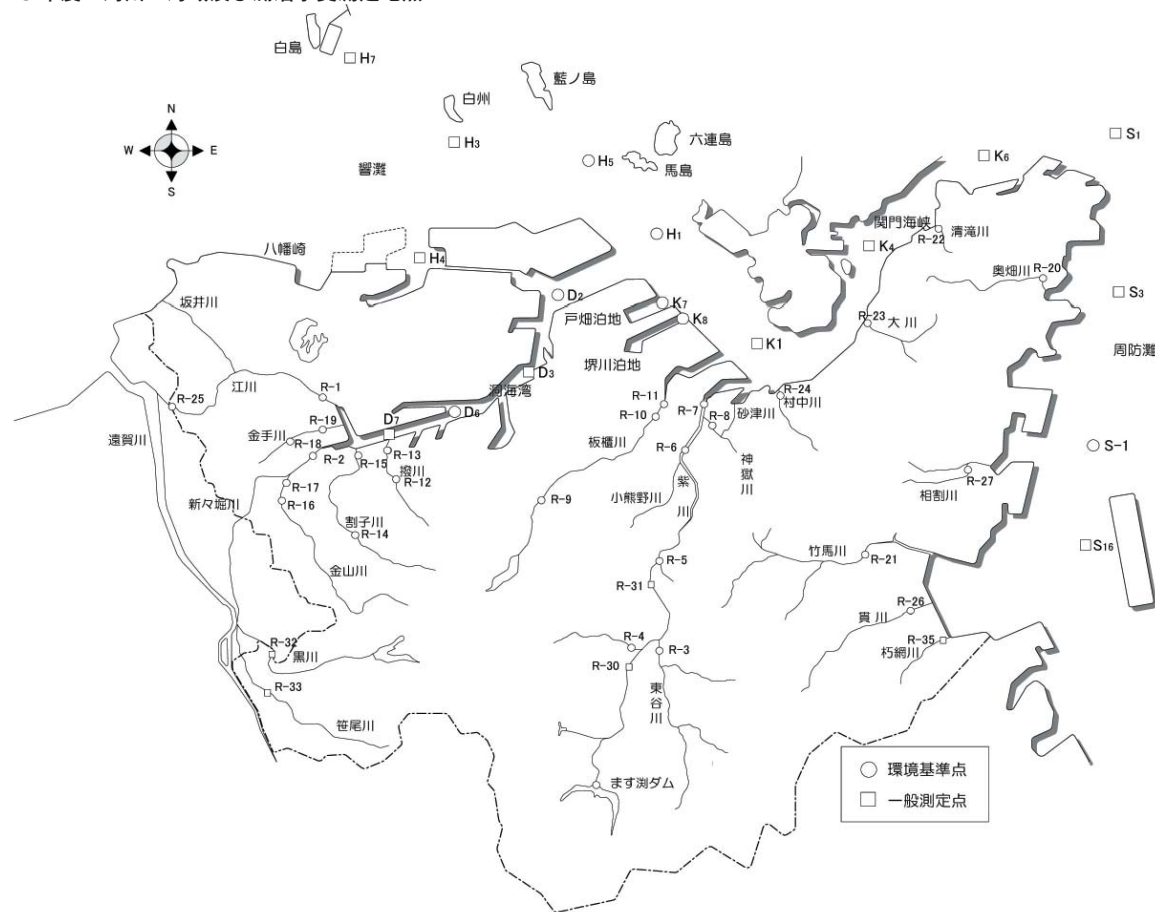 白島
H7
藍ノ島
白州
H3
六連島
馬島
H5
S1
K6
N
W
E
S
響灘
関門海峡
H1
K4
R-22
清滝川
八幡崎
H4
奥畑川
R-20
S3
坂井川
D2
K7
戸畑泊地
K8
R-23
大川
周防灘
堺川泊地
K1
D3
洞海湾
江川
R-1
R-25
D6
R-11
R-7
R-24
村中川
砂津川
R-8
R-10
R-19
金手川
R-18
D7
遠賀川
R-2
R-15
R-13
板櫃川
R-6
神嶽川
S-1
撥川
R-12
R-17
新々堀川
R-16
R-9
小熊野川
紫川
相割川
R-27
割子川
R-14
竹馬川
R-21
S16
R-5
金山川
R-31
R-26
貫川
R-4
R-3
R-35
朽網川
R-32
黒川
R-30
R-33
東谷川
笹尾川
ます渕ダム
環境基準点
一般測定点